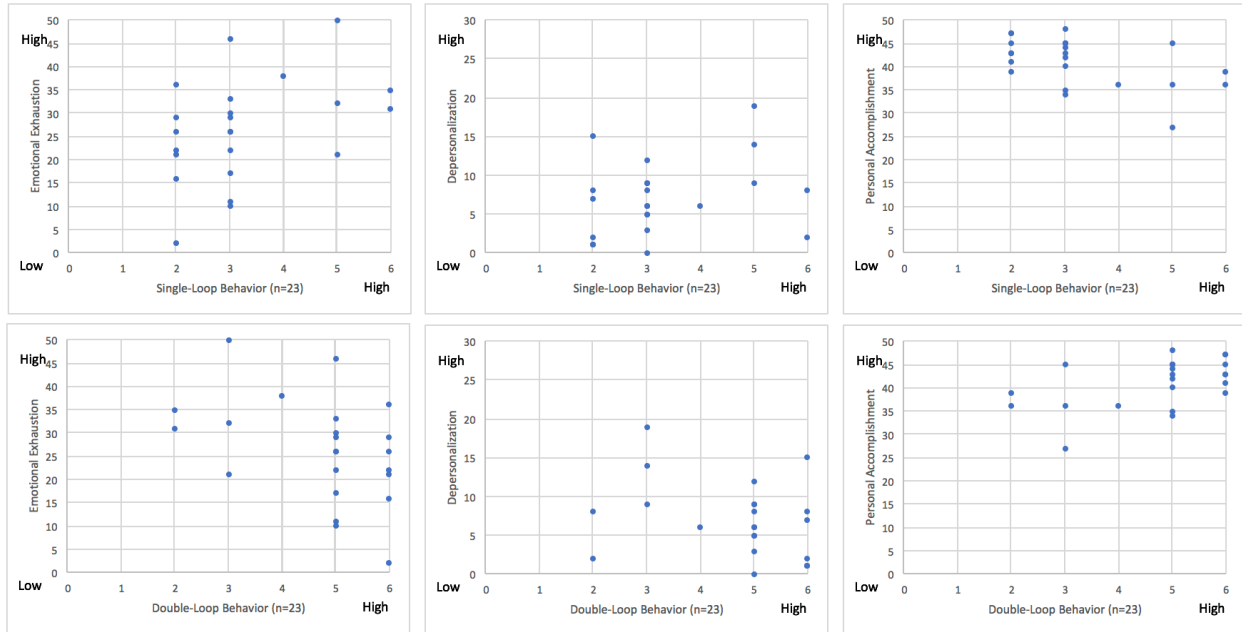 High
50
45
40
35
30
25
20
15
10
5
0
Emotional Exhaustion
Low
0 1 2 3 4 5 6
Single-Loop Behavior (n=23)
High
High
30
25
20
15
10
5
0
Depersonalization
Low
0 1 2 3 4 5 6
Single-Loop Behavior (n=23)
High
High
50
45
40
35
30
25
20
15
10
5
0
Personal Accomplishment
Low
0 1 2 3 4 5 6
Single-Loop Behavior (n=23)
High
High
50
45
40
35
30
25
20
15
10
5
0
Emotional Exhaustion
Low
0 1 2 3 4 5 6
Double-Loop Behavior (n=23)
High
High
30
25
20
15
10
5
0
Depersonalization
Low
0 1 2 3 4 5 6
Double-Loop Behavior (n=23)
High
High
50
45
40
35
30
25
20
15
10
5
0
Personal Accomplishment
Low
0 1 2 3 4 5 6
Double-Loop Behavior (n=23)
High